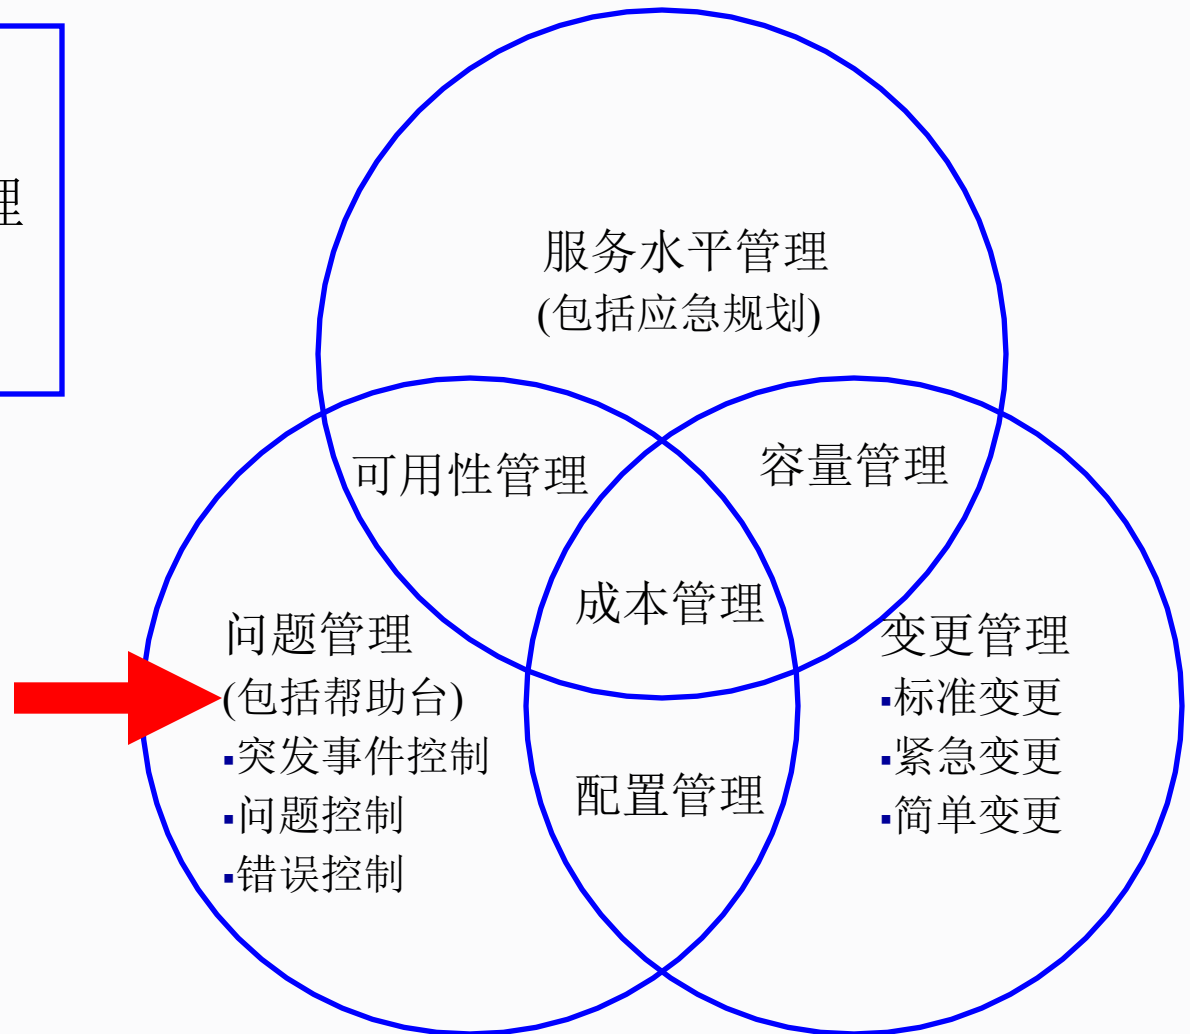 理
服务水平管理
(包括应急规划)
可用性管理
容量管理
成本管理
问题管理
(包括帮助台)
▪突发事件控制
▪问题控制
▪错误控制
配置管理
变更管理
▪标准变更
▪紧急变更
▪简单变更